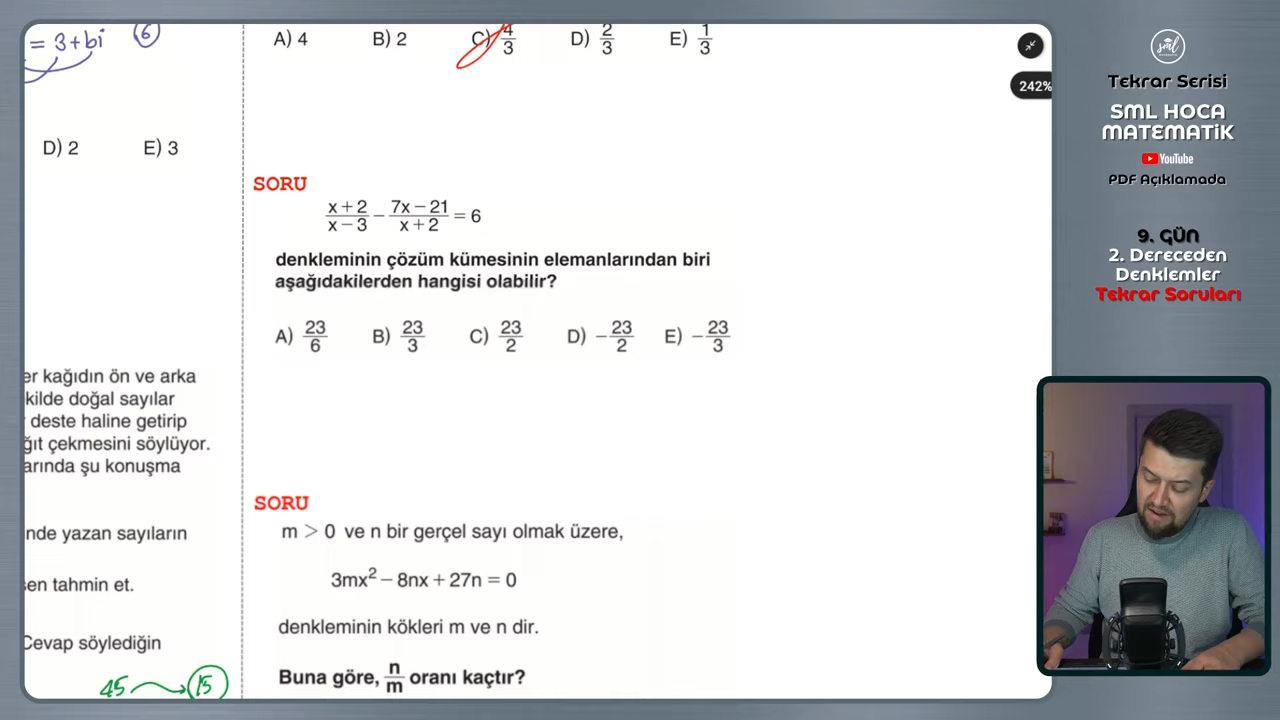 = 3+bi
6
D) 2 E) 3
er kağıdın ön ve arka
kilde doğal sayılar
deste haline getirip
ğıt çekmesini söylüyor.
arında şu konuşma
nde yazan sayıların
sen tahmin et.
Cevap söylediğin
45 15
A) 4 B) 2 C) 4/3 D) 2/3 E) 1/3
SORU
x + 2 / x − 3 − 7x − 21 / x + 2 = 6
denkleminin çözüm kümesinin elemanlarından biri
aşağıdakilerden hangisi olabilir?
A) 23/6 B) 23/3 C) 23/2 D) −23/2 E) −23/3
SORU
m > 0 ve n bir gerçel sayı olmak üzere,
3mx² − 8nx + 27n = 0
denkleminin kökleri m ve n dir.
Buna göre, n/m oranı kaçtır?
242%
sml
Tekrar Serisi
SML HOCA
MATEMATİK
YouTube
PDF Açıklamada
9. GÜN
2. Dereceden
Denklemler
Tekrar Soruları